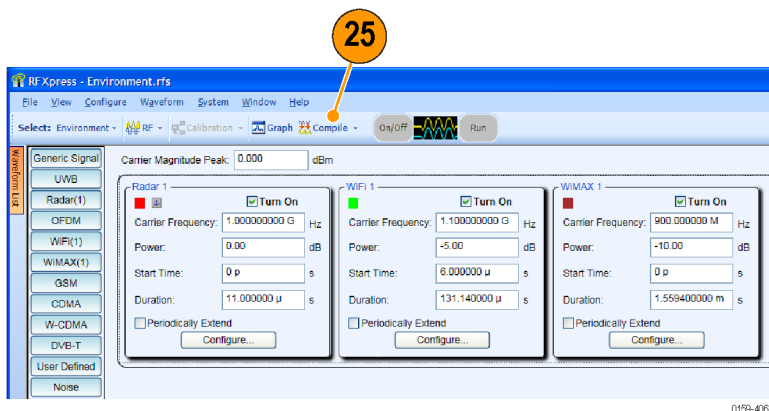 25
RFXpress - Environment.rfs
File View Configure Waveform System Window Help
Select: Environment RF Calibration Graph Compile On/Off Run
Waveform List
Generic Signal
UWB
Radar(1)
OFDM
WiFi(1)
WiMAX(1)
GSM
CDMA
W-CDMA
DVB-T
User Defined
Noise
Carrier Magnitude Peak: 0.000 dBm
Radar 1
Turn On
Carrier Frequency: 1.000000000 G Hz
Power: 0.00 dB
Start Time: 0 p s
Duration: 11.000000 µ s
Periodically Extend
Configure...
WiFi 1
Turn On
Carrier Frequency: 1.100000000 G Hz
Power: -5.00 dB
Start Time: 6.000000 µ s
Duration: 131.140000 µ s
Periodically Extend
Configure...
WiMAX 1
Turn On
Carrier Frequency: 900.000000 M Hz
Power: -10.00 dB
Start Time: 0 p s
Duration: 1.559400000 m s
Periodically Extend
Configure...
0159-406